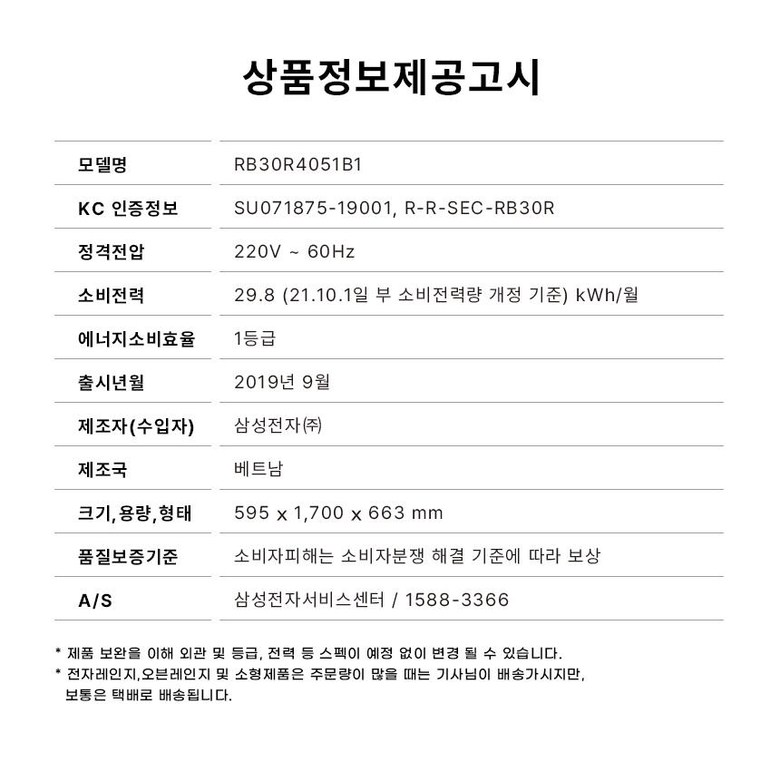 상품정보제공고시
모델명 RB30R4051B1
KC 인증정보 SU071875-19001, R-R-SEC-RB30R
정격전압 220V ~ 60Hz
소비전력 29.8 (21.10.1일 부 소비전력량 개정 기준) kWh/월
에너지소비효율 1등급
출시년월 2019년 9월
제조자(수입자) 삼성전자㈜
제조국 베트남
크기,용량,형태 595 x 1,700 x 663 mm
품질보증기준 소비자피해는 소비자분쟁 해결 기준에 따라 보상
A/S 삼성전자서비스센터 / 1588-3366
* 제품 보완을 이해 외관 및 등급, 전력 등 스펙이 예정 없이 변경 될 수 있습니다.
* 전자레인지,오븐레인지 및 소형제품은 주문량이 많을 때는 기사님이 배송가시지만,
보통은 택배로 배송됩니다.